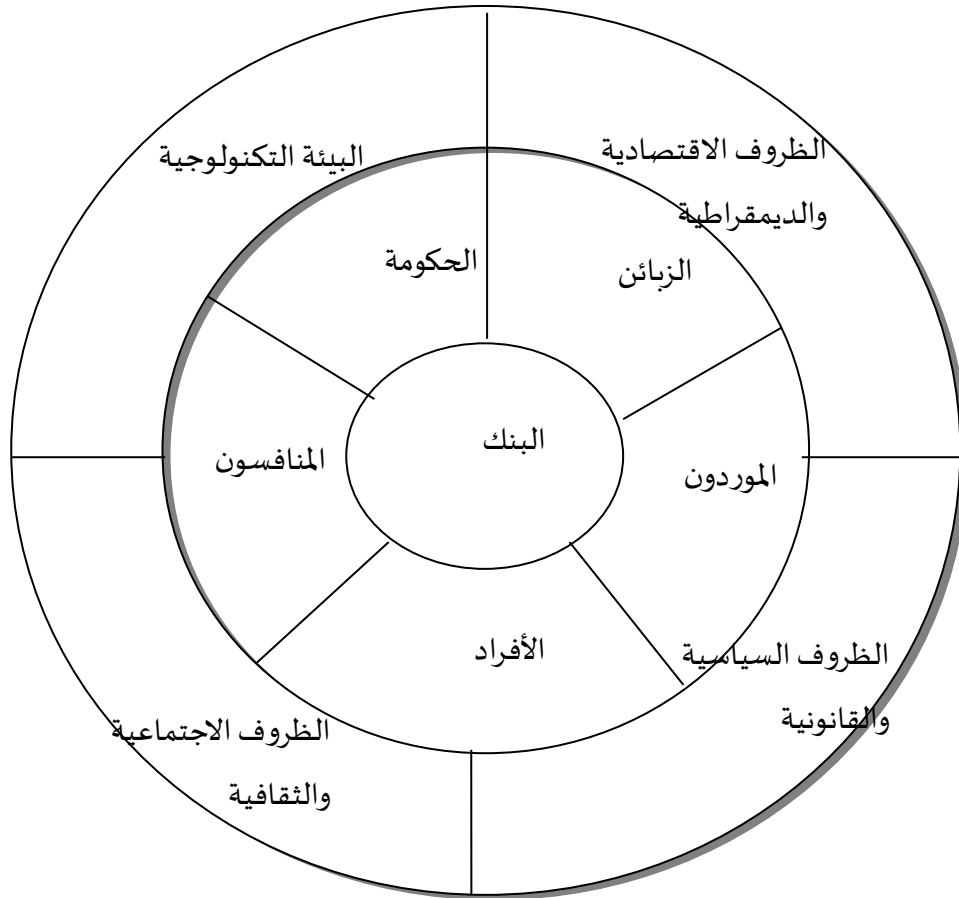 الظروف الاقتصادية
والديمقراطية
البيئة التكنولوجية
الزبائن
الحكومة
البنك
الموردون
المنافسون
الأفراد
الظروف السياسية
والقانونية
الظروف الاجتماعية
والثقافية